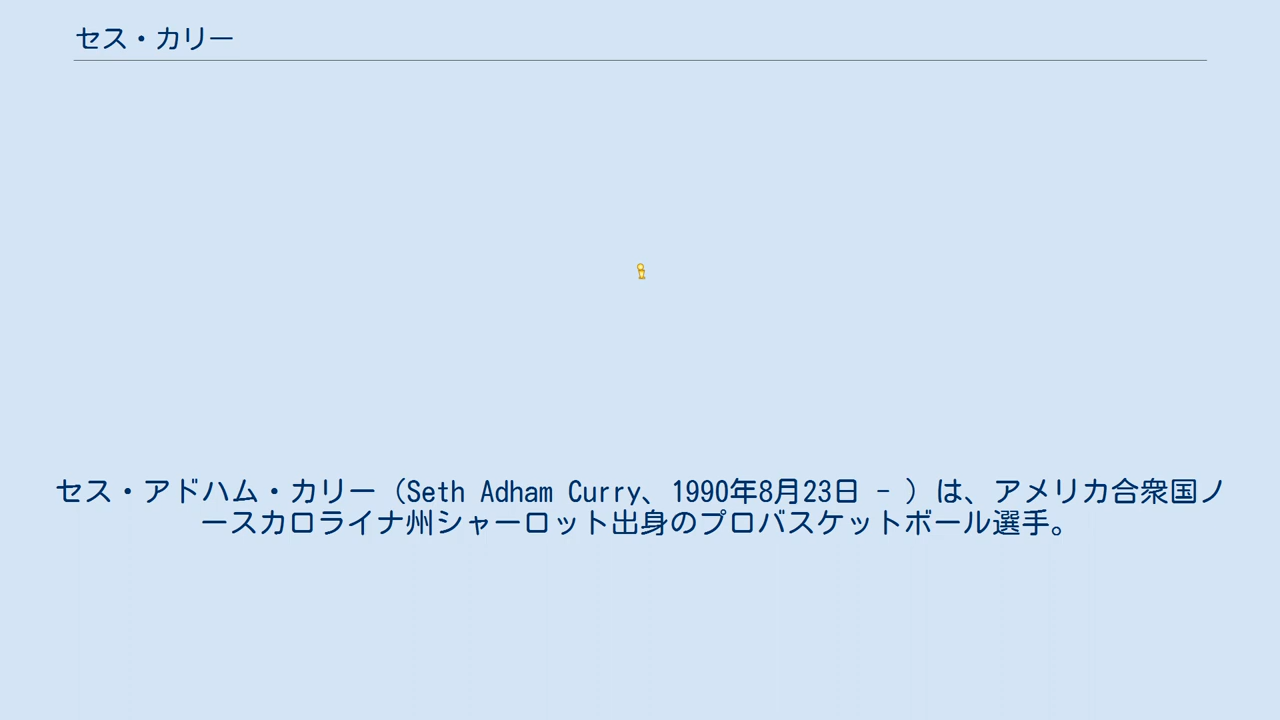 セス・カリー
セス・アドハム・カリー（Seth Adham Curry、1990年8月23日 - ）は、アメリカ合衆国ノ
ースカロライナ州シャーロット出身のプロバスケットボール選手。